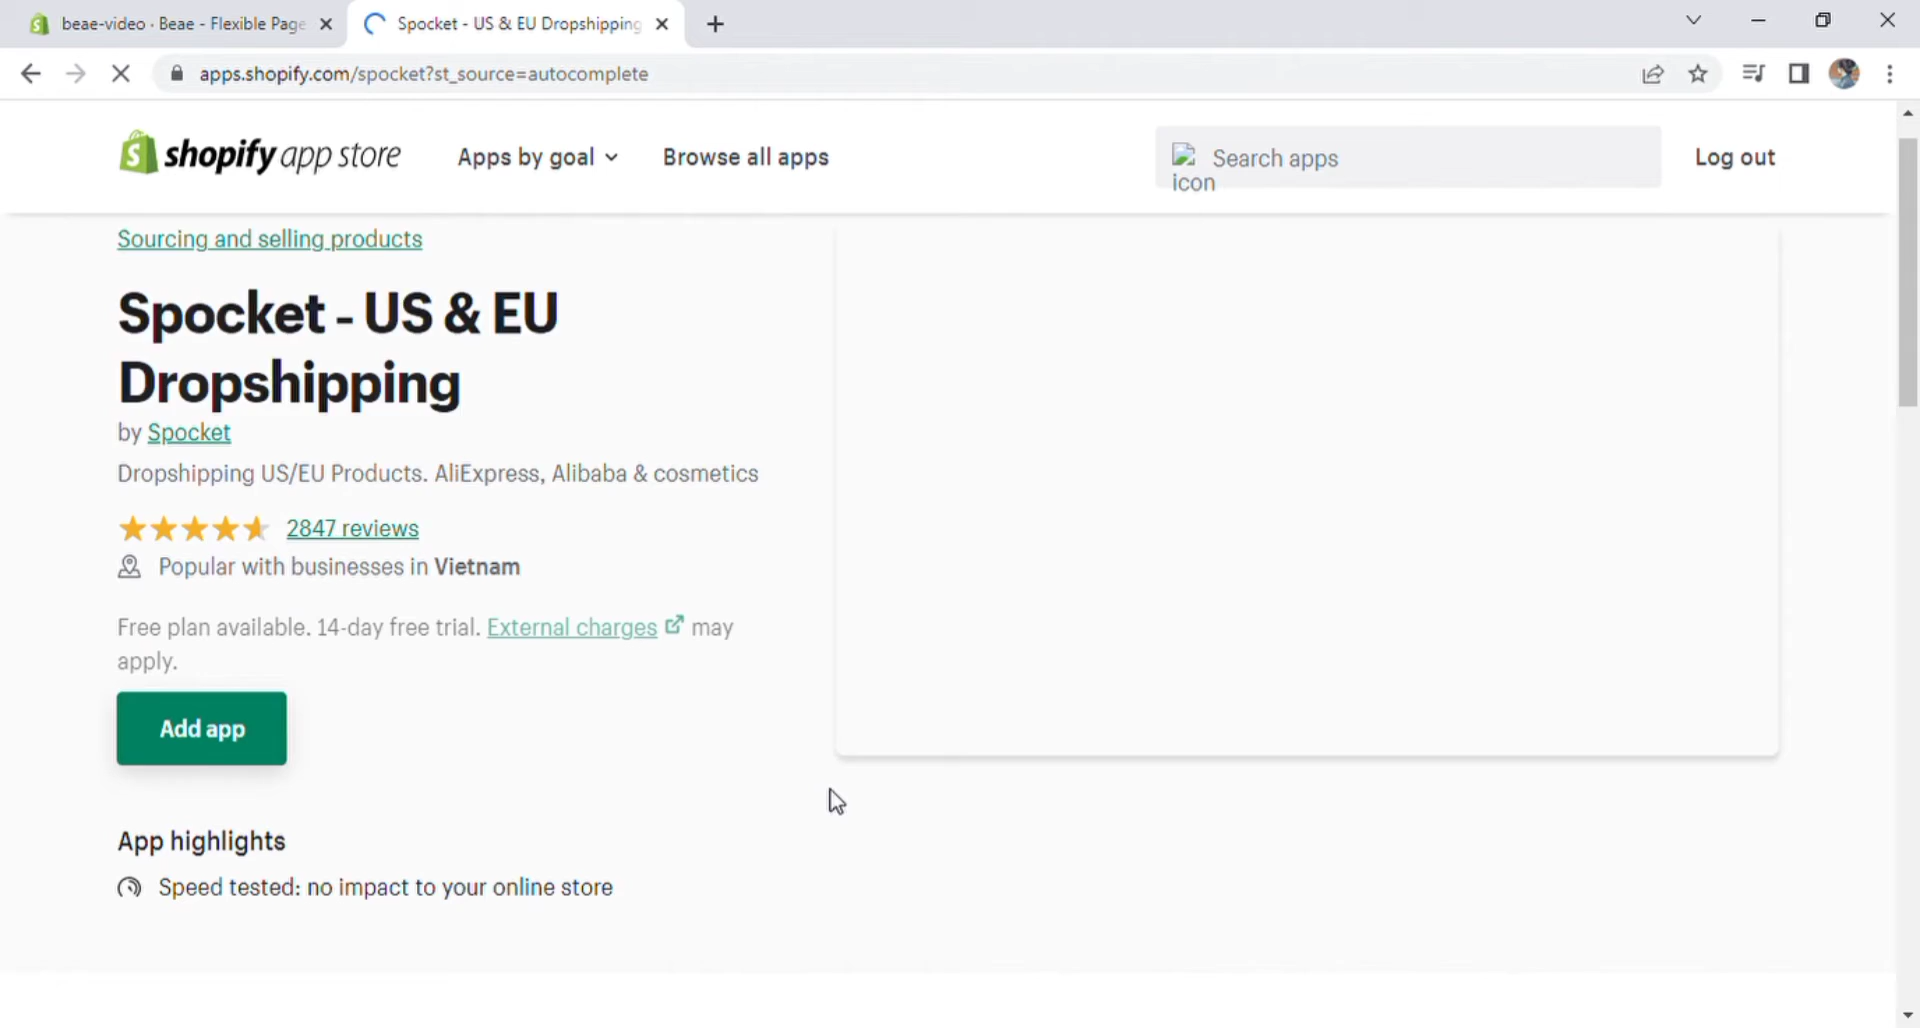 beae-video · Beae - Flexible Page
Spocket - US & EU Dropshipping
apps.shopify.com/spocket?st_source=autocomplete
shopify app store
Apps by goal
Browse all apps
icon
Search apps
Log out
Sourcing and selling products
Spocket - US & EU
Dropshipping
by Spocket
Dropshipping US/EU Products. AliExpress, Alibaba & cosmetics
2847 reviews
Popular with businesses in Vietnam
Free plan available. 14-day free trial. External charges may
apply.
Add app
App highlights
Speed tested: no impact to your online store